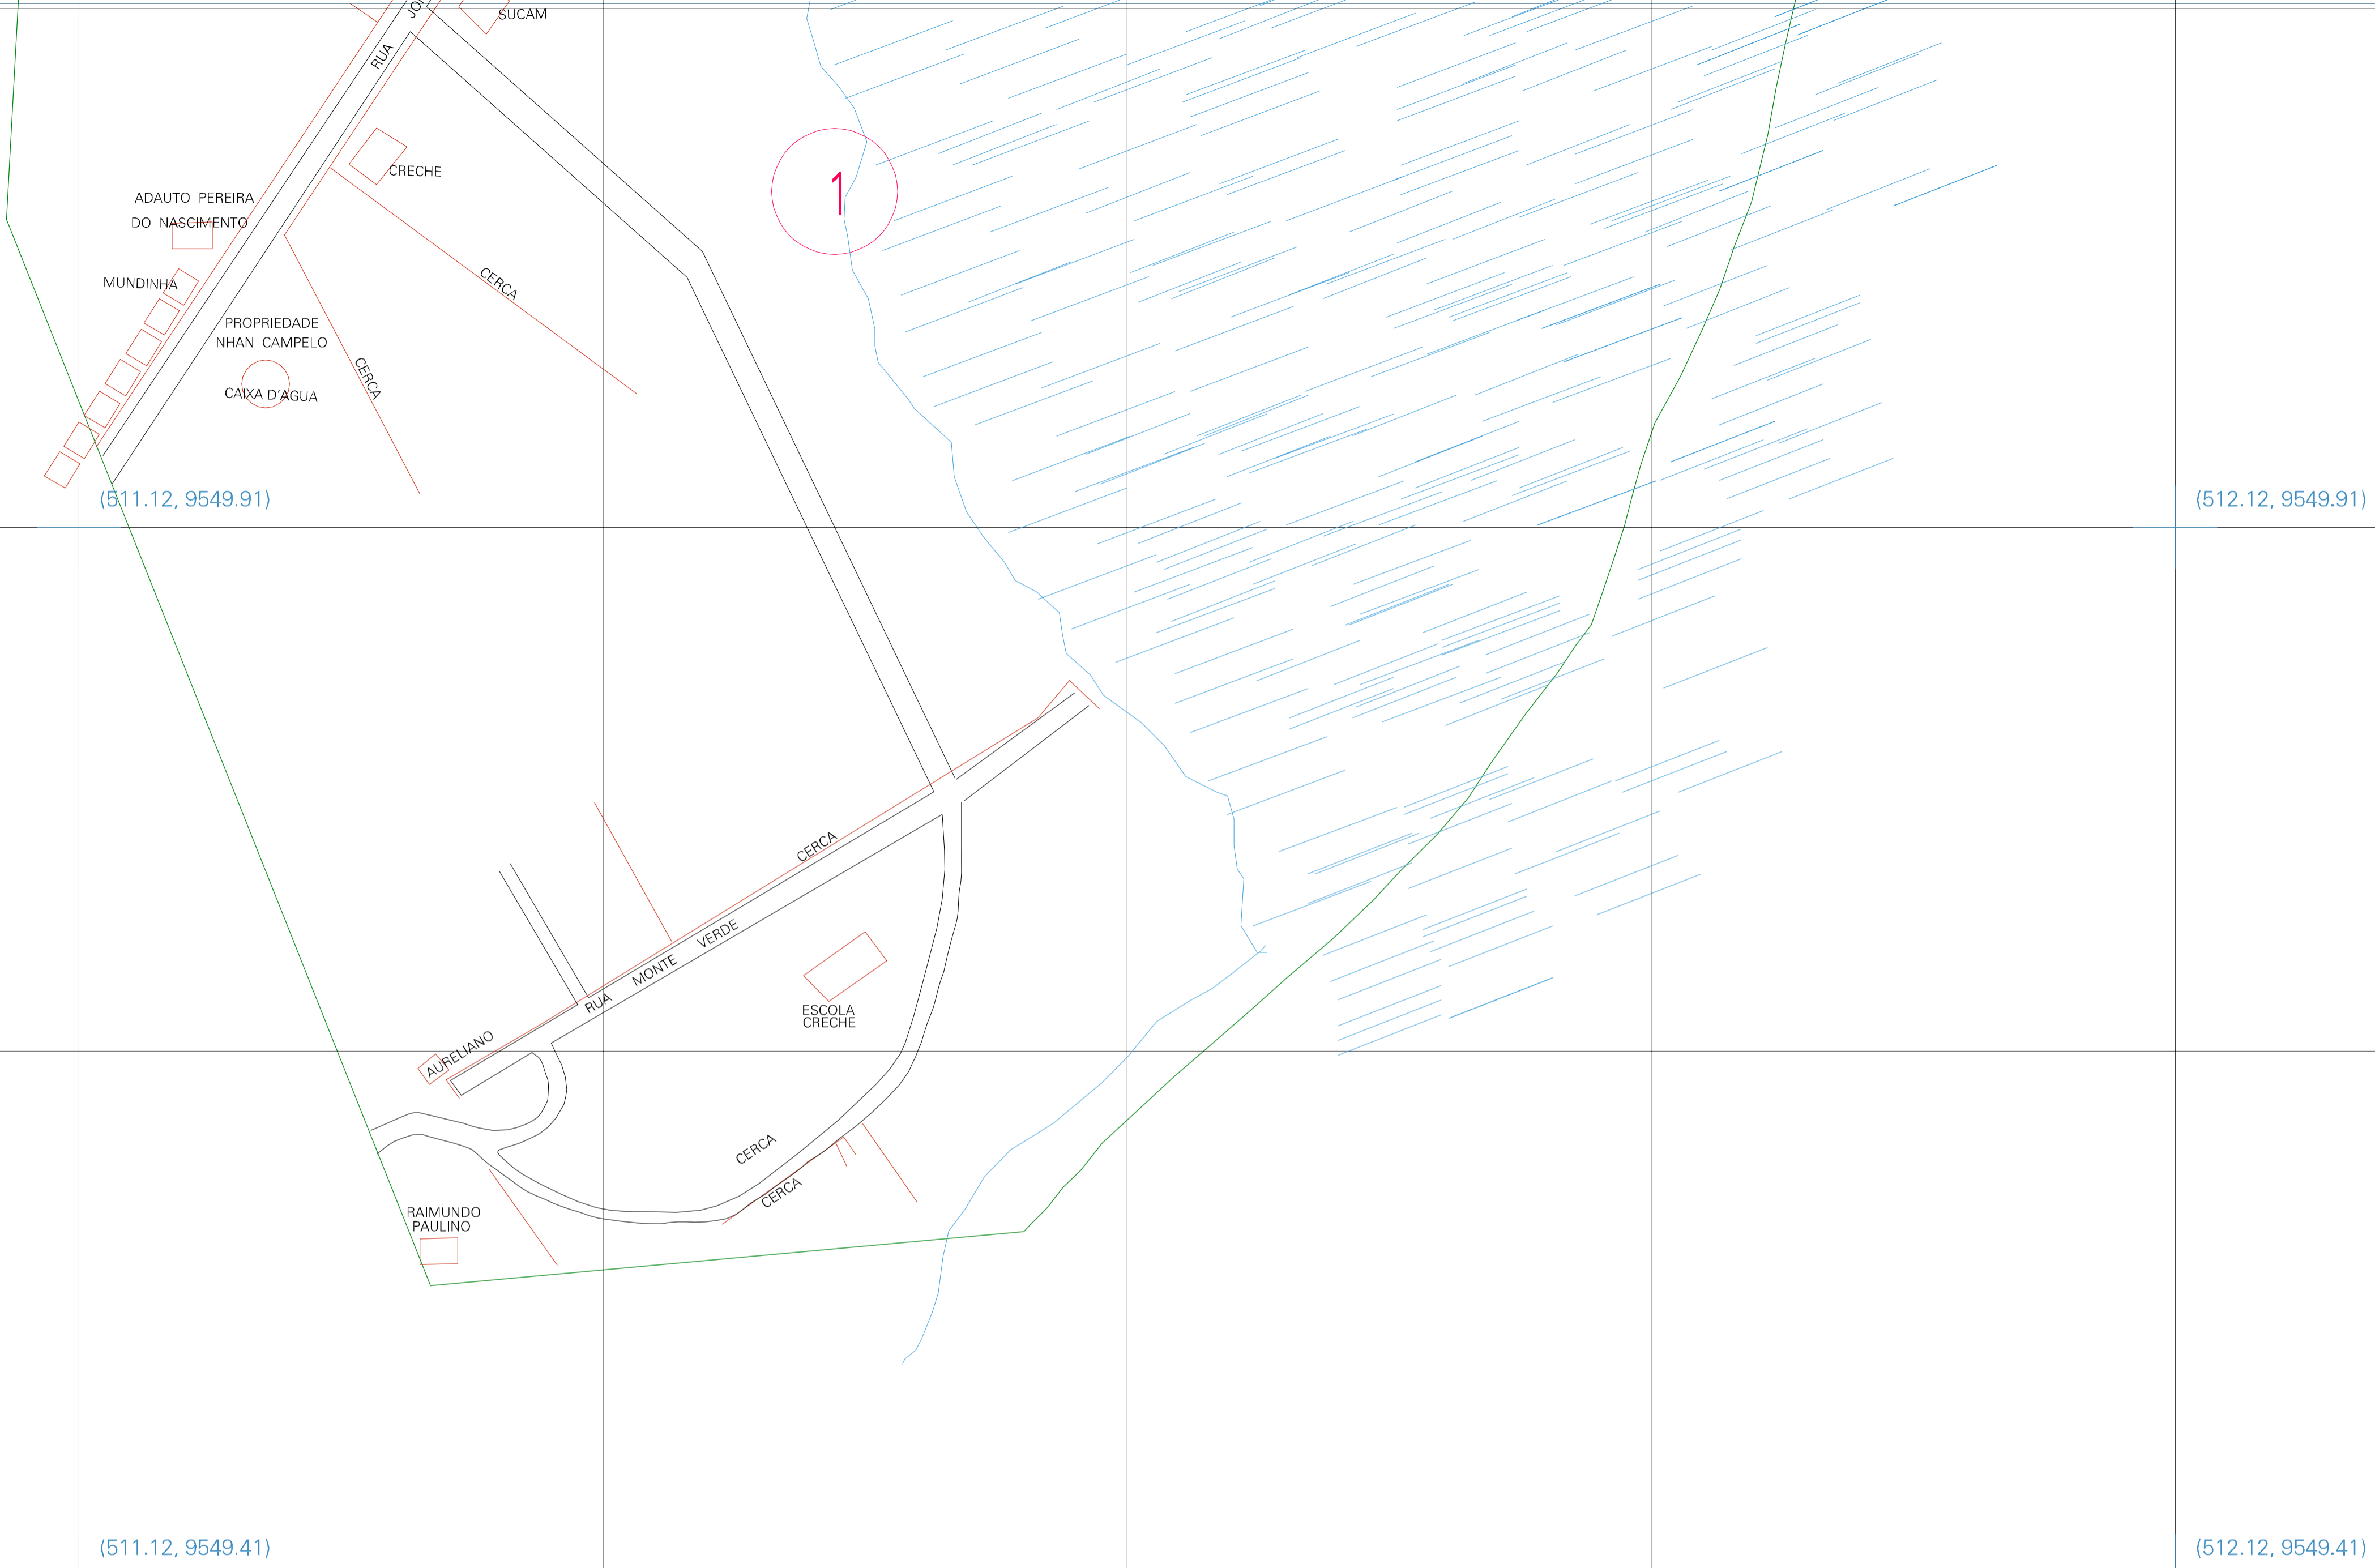 SUCAM
RUA
CRECHE
1
ADAUTO PEREIRA
DO NASCIMENTO
MUNDINHA
CERCA
PROPRIEDADE
NHAN CAMPELO
CERCA
CAIXA D'AGUA
(511.12, 9549.91)
(512.12, 9549.91)
CERCA
RUA MONTE VERDE
ESCOLA
CRECHE
AURELIANO
CERCA
CERCA
RAIMUNDO
PAULINO
(511.12, 9549.41)
(512.12, 9549.41)